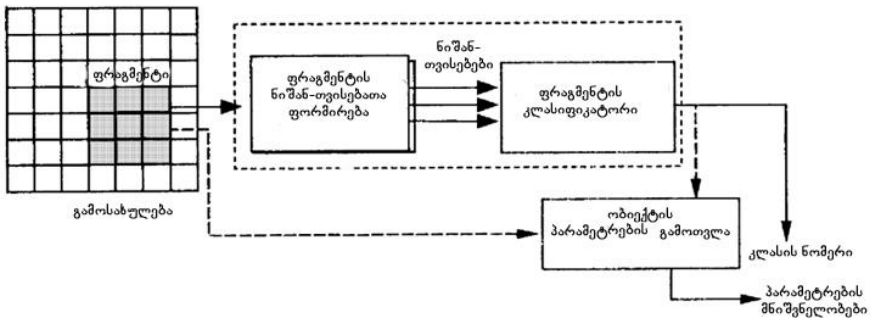 ფრაგმენტი
გამოსახულება
ფრაგმენტის
ნიშან-თვისებათა
ფორმირება
ნიშან-
თვისებები
ფრაგმენტის
კლასიფიკატორი
ობიექტის
პარამეტრების გამოთვლა
კლასის ნომერი
პარამეტრების
მნიშვნელობები